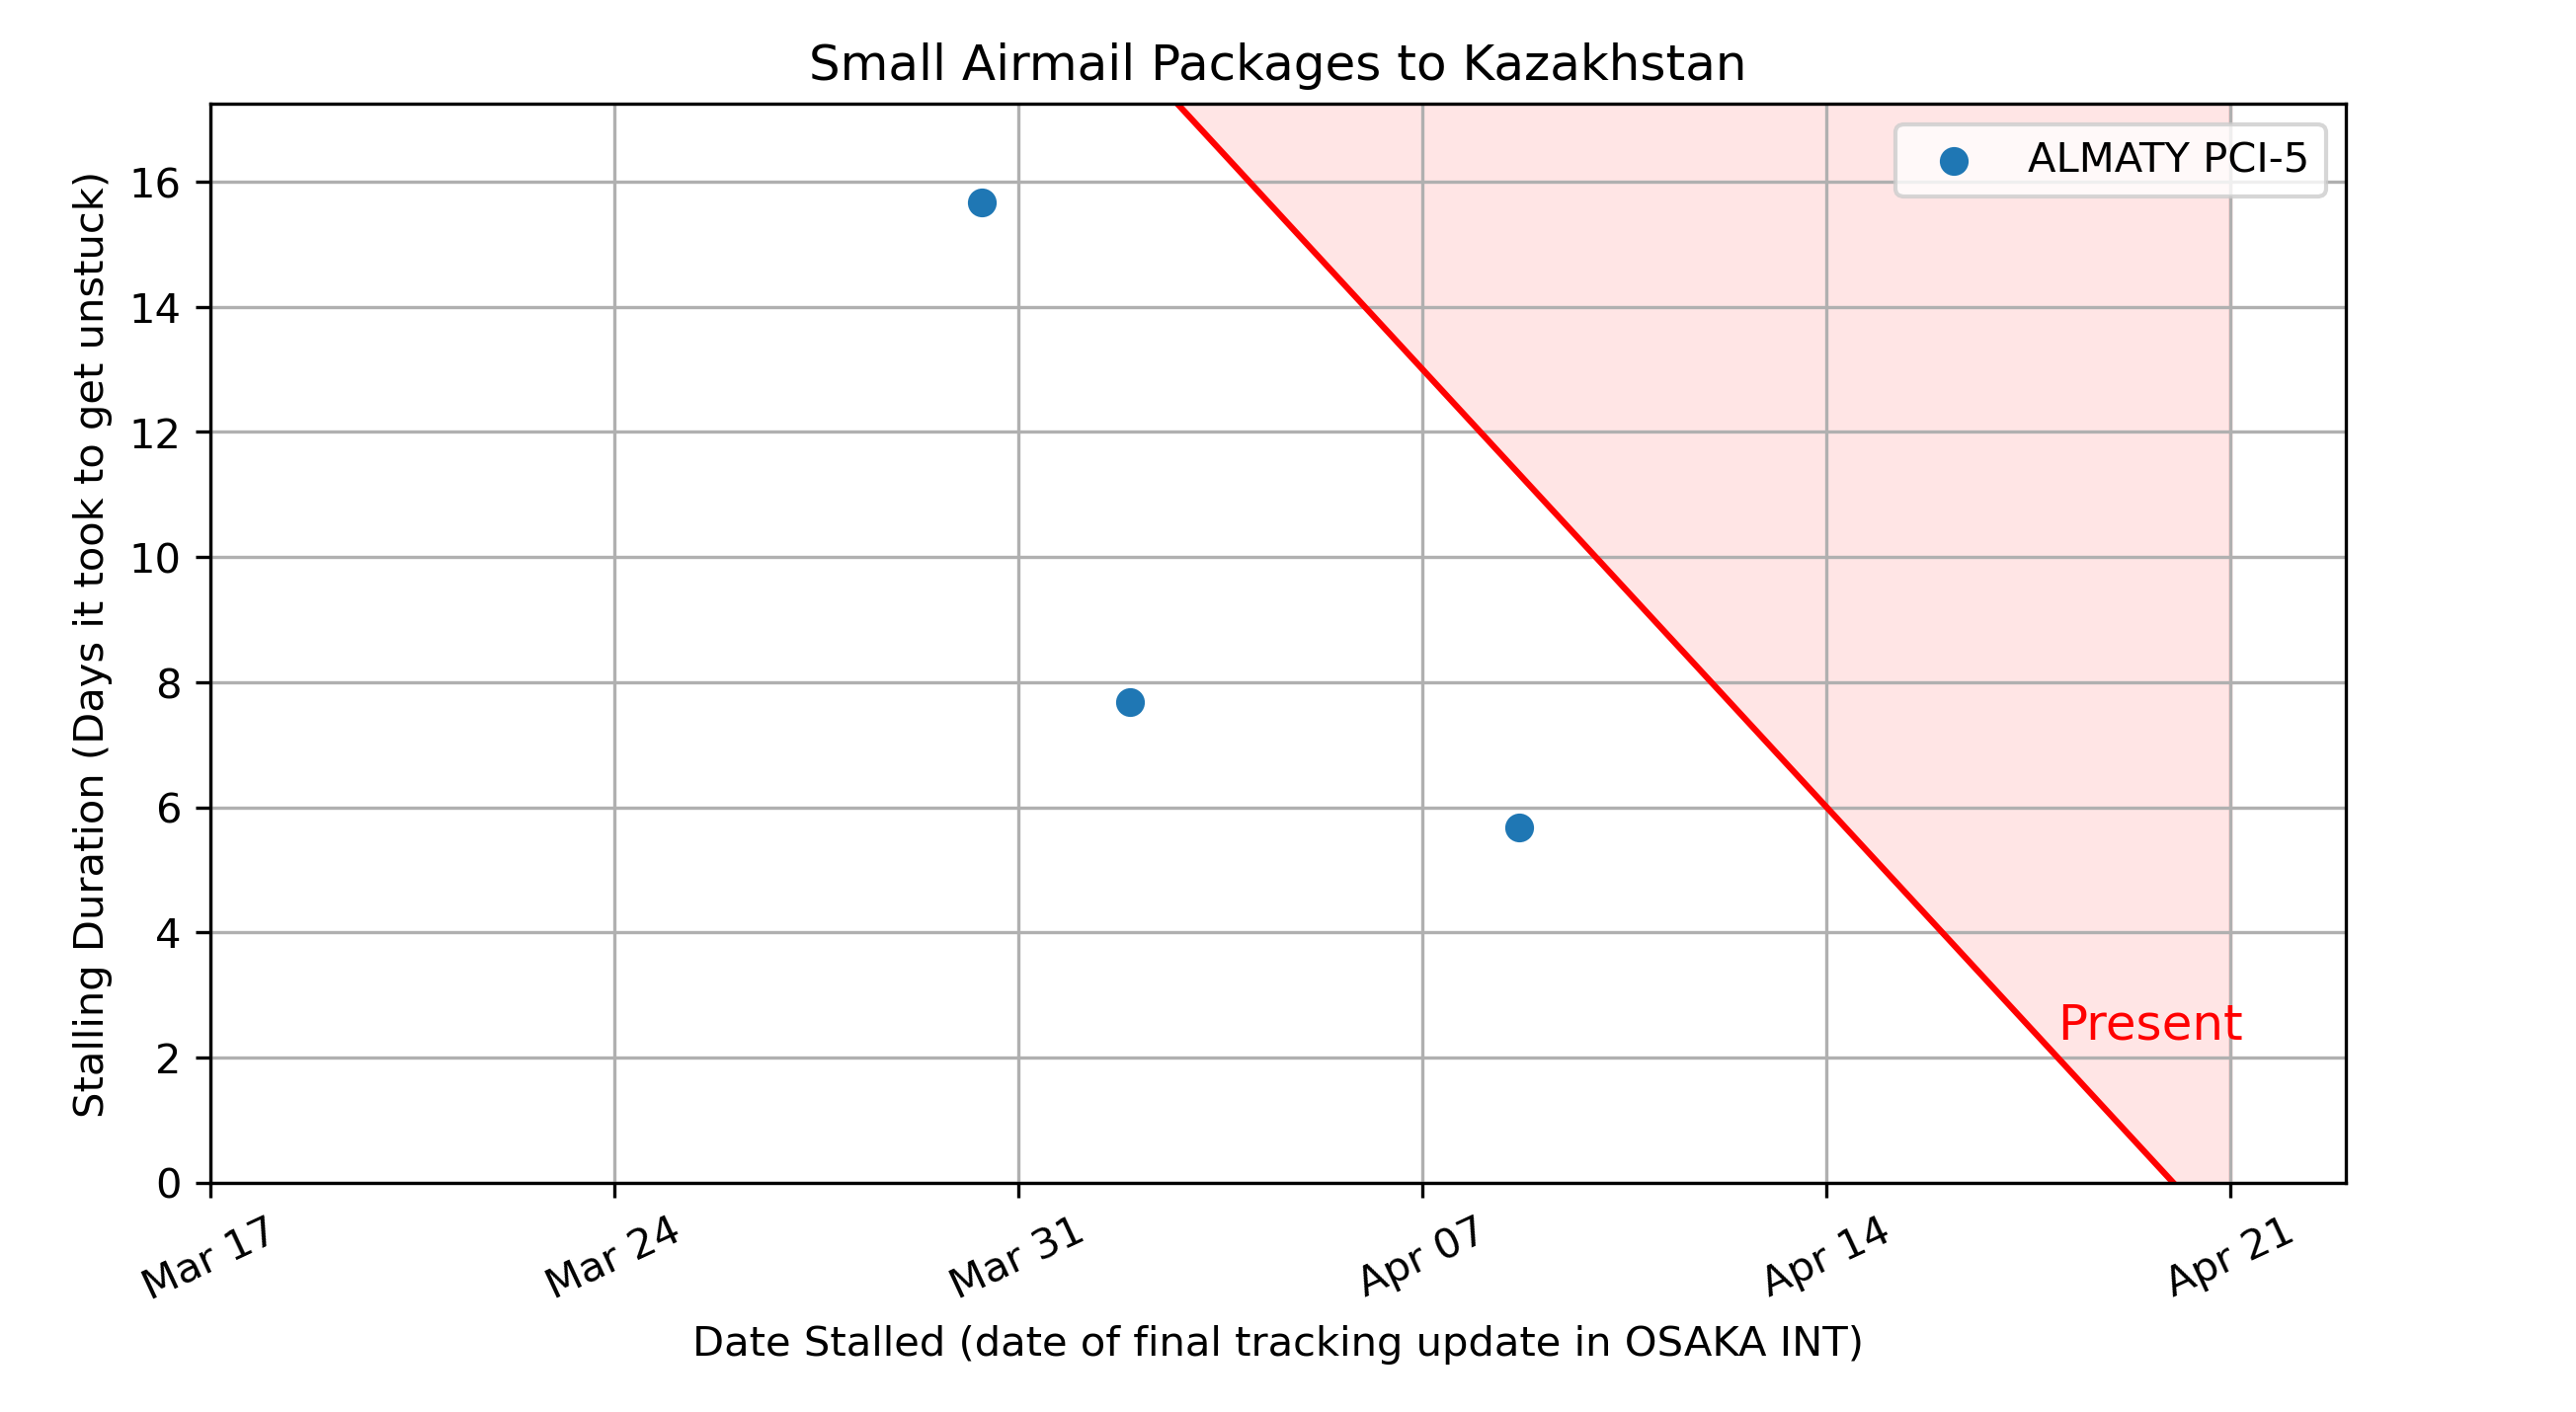 Small Airmail Packages to Kazakhstan
ALMATY PCI-5
Stalling Duration (Days it took to get unstuck)
16
14
12
10
8
6
4
2
0
Present
Mar 17
Mar 24
Mar 31
Apr 07
Apr 14
Apr 21
Date Stalled (date of final tracking update in OSAKA INT)